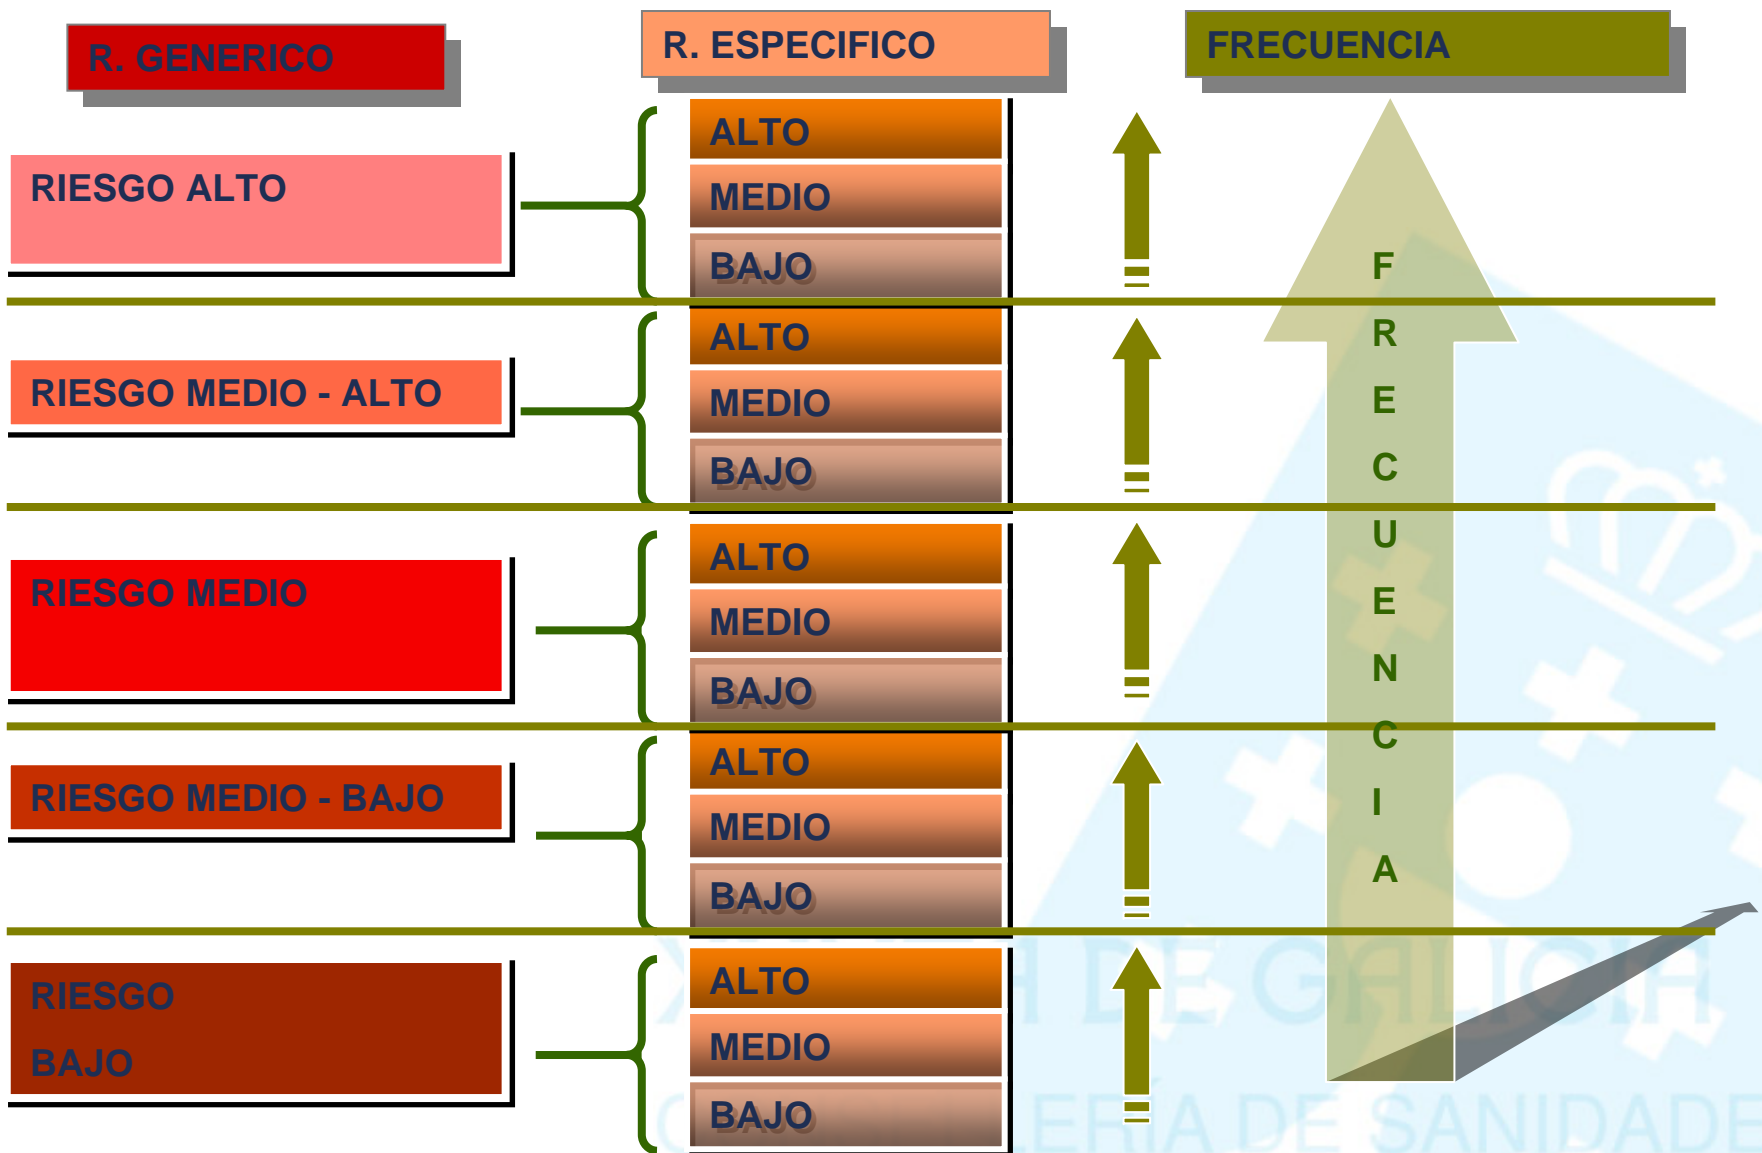 R. GENERICO
R. ESPECIFICO
FRECUENCIA
RIESGO ALTO
ALTO
MEDIO
BAJO
RIESGO MEDIO - ALTO
ALTO
MEDIO
BAJO
RIESGO MEDIO
ALTO
MEDIO
BAJO
RIESGO MEDIO - BAJO
ALTO
MEDIO
BAJO
RIESGO
BAJO
ALTO
MEDIO
BAJO
F
R
E
C
U
E
N
C
I
A
DE GALICIA
DE SANIDADE